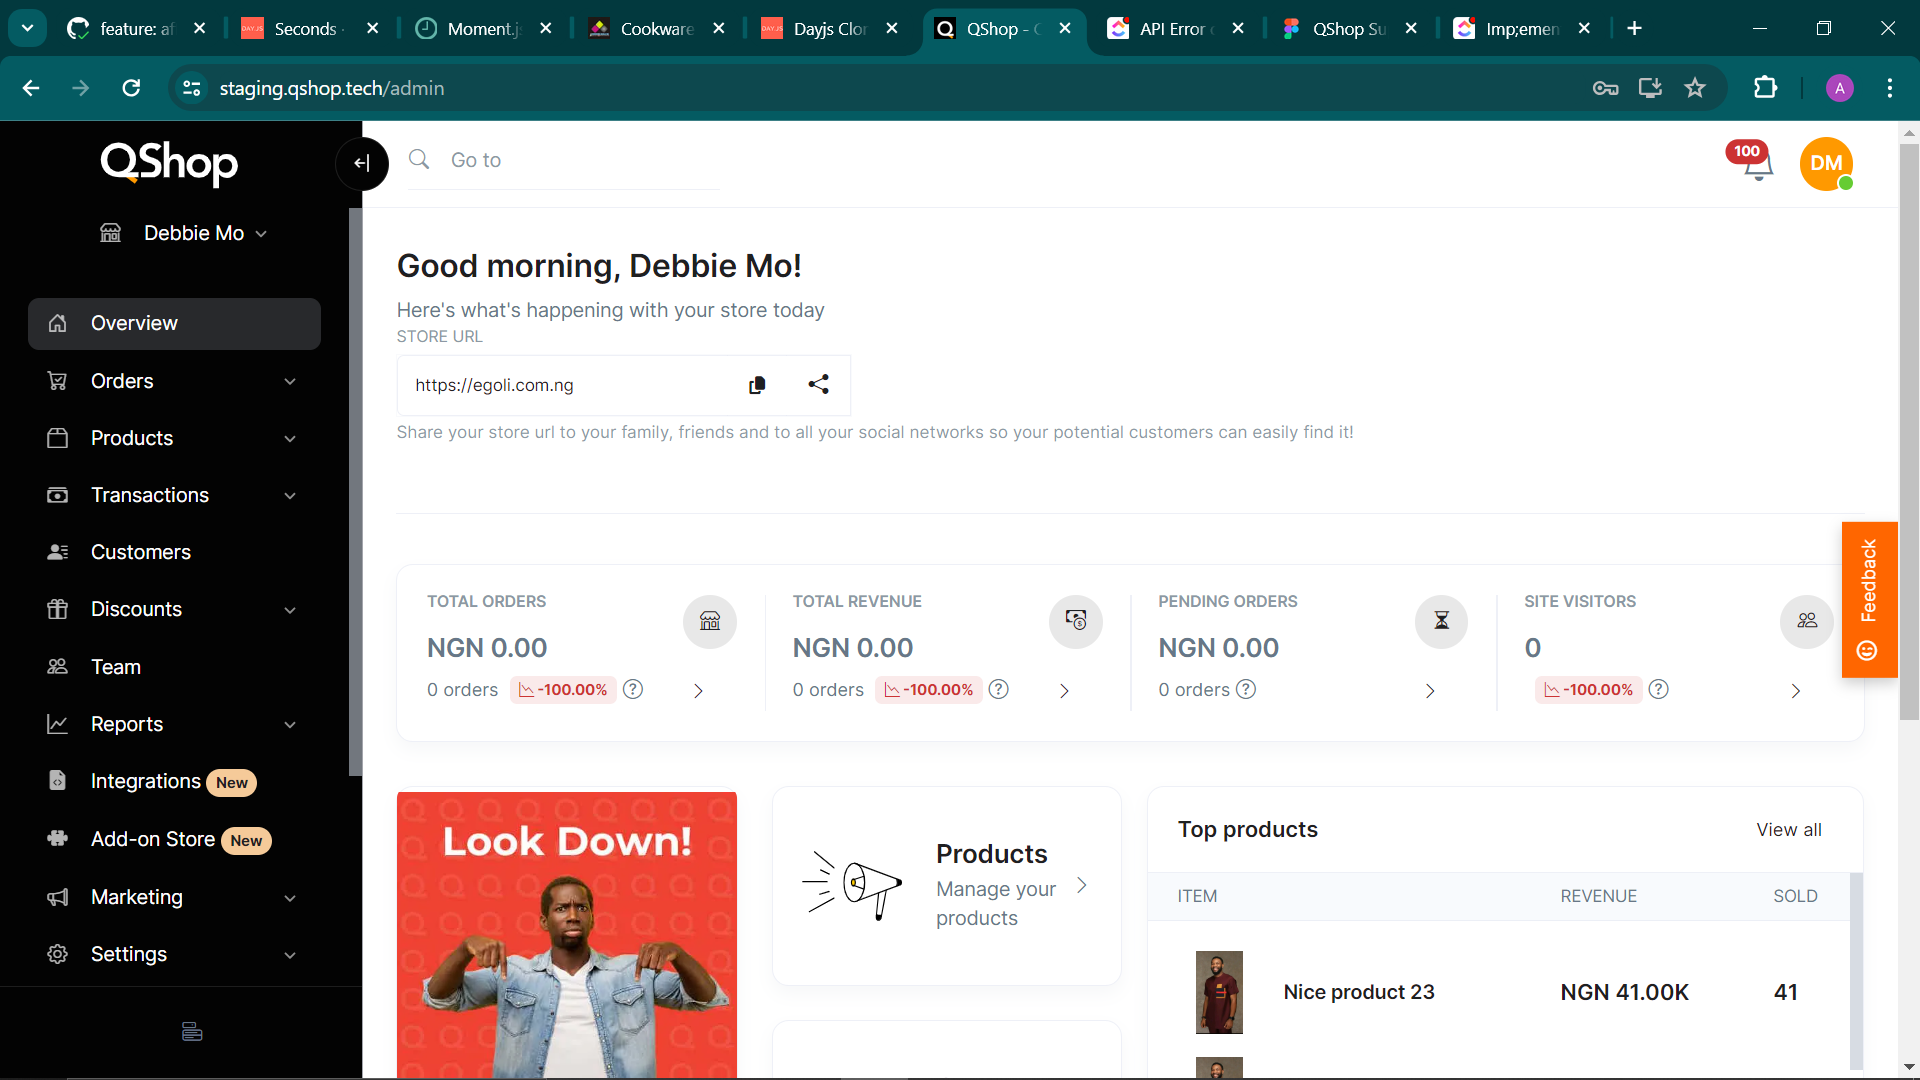 feature: af
Seconds ·
Moment.js
Cookware
Dayjs Clor
QShop -
API Error
QShop Su
Imp;emen
staging.qshop.tech/admin
A
QShop
Debbie Mo
Overview
Orders
Products
Transactions
Customers
Discounts
Team
Reports
Integrations New
Add-on Store New
Marketing
Settings
Go to
100
DM
Good morning, Debbie Mo!
Here's what's happening with your store today
STORE URL
https://egoli.com.ng
Share your store url to your family, friends and to all your social networks so your potential customers can easily find it!
TOTAL ORDERS
NGN 0.00
0 orders -100.00%
TOTAL REVENUE
NGN 0.00
0 orders -100.00%
PENDING ORDERS
NGN 0.00
0 orders
SITE VISITORS
0
-100.00%
Feedback
Look Down!
Products
Manage your
products
Top products
View all
ITEM REVENUE SOLD
Nice product 23 NGN 41.00K 41